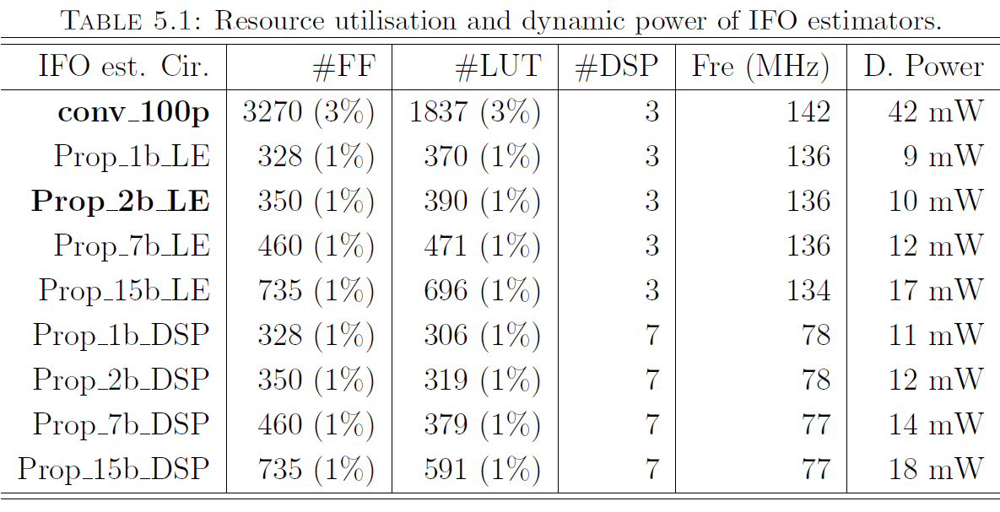 TABLE 5.1: Resource utilisation and dynamic power of IFO estimators.
IFO est. Cir. #FF #LUT #DSP Fre (MHz) D. Power
conv_100p 3270 (3%) 1837 (3%) 3 142 42 mW
Prop_1b_LE 328 (1%) 370 (1%) 3 136 9 mW
Prop_2b_LE 350 (1%) 390 (1%) 3 136 10 mW
Prop_7b_LE 460 (1%) 471 (1%) 3 136 12 mW
Prop_15b_LE 735 (1%) 696 (1%) 3 134 17 mW
Prop_1b_DSP 328 (1%) 306 (1%) 7 78 11 mW
Prop_2b_DSP 350 (1%) 319 (1%) 7 78 12 mW
Prop_7b_DSP 460 (1%) 379 (1%) 7 77 14 mW
Prop_15b_DSP 735 (1%) 591 (1%) 7 77 18 mW